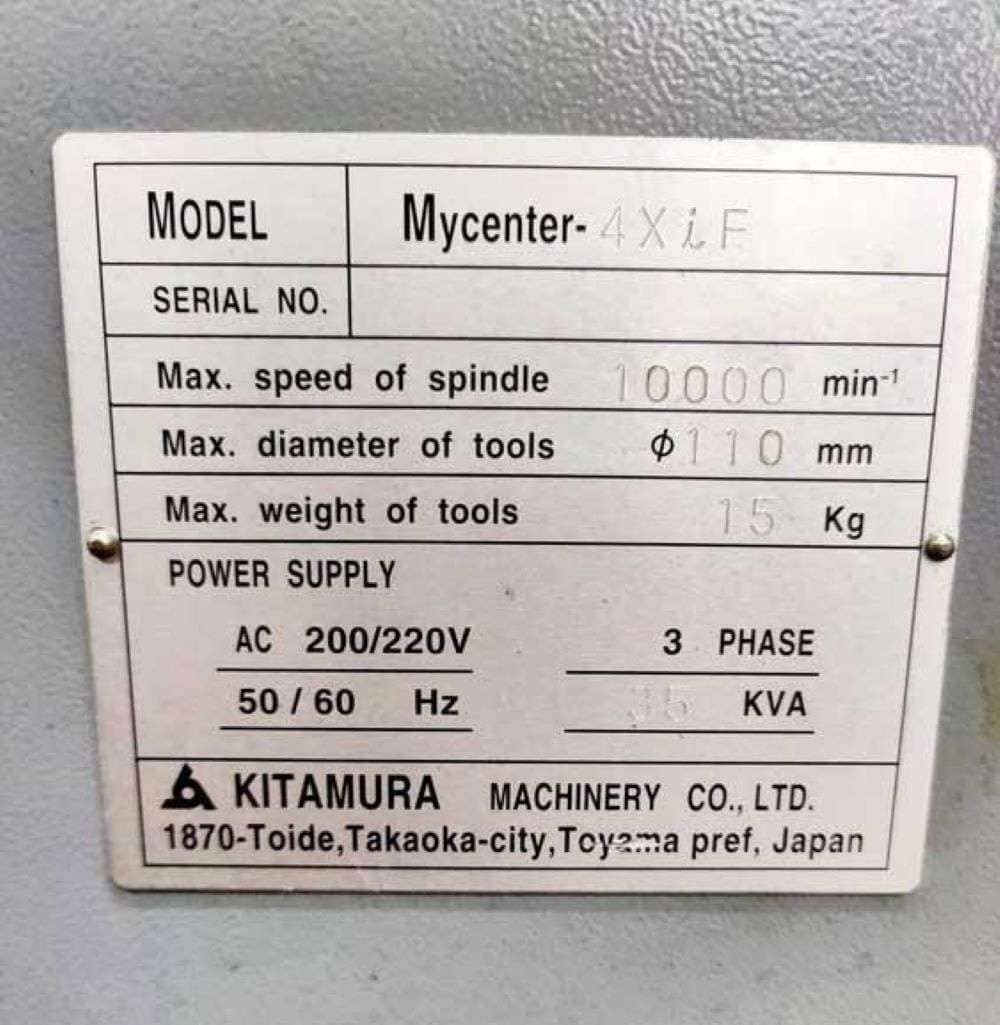 MODEL Mycenter-4XiF
SERIAL NO.
Max. speed of spindle 10000 min⁻¹
Max. diameter of tools φ110 mm
Max. weight of tools 15 Kg
POWER SUPPLY
AC 200/220V 3 PHASE
50/60 Hz 35 KVA
KITAMURA MACHINERY CO., LTD.
1870-Toide,Takaoka-city,Toyama pref, Japan